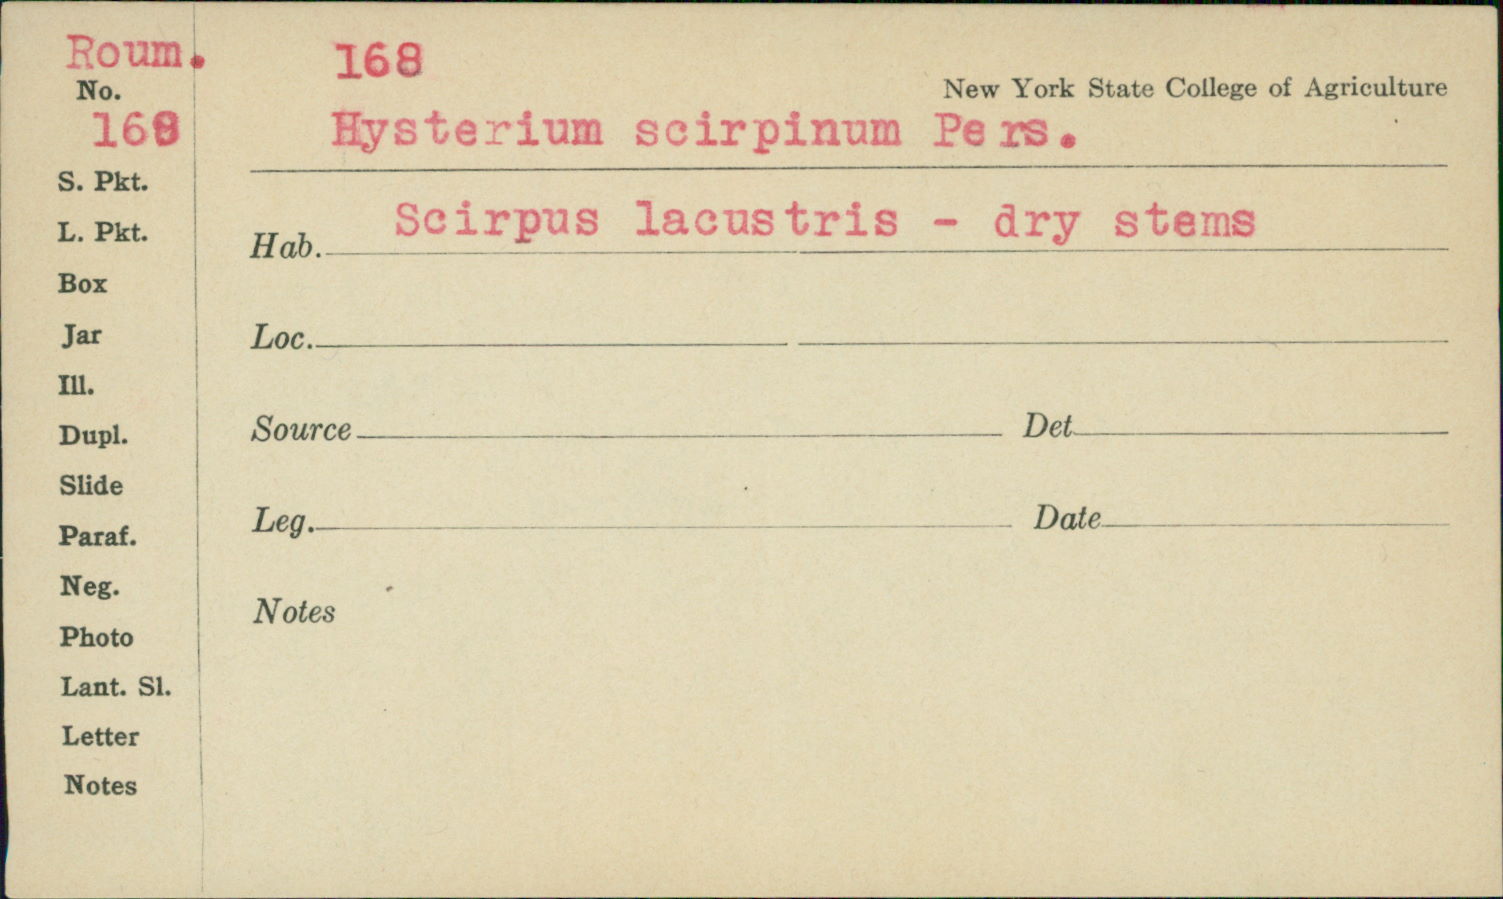 Roum.
No.
168
S. Pkt.
L. Pkt.
Box
Jar
Ill.
Dupl.
Slide
Paraf.
Neg.
Photo
Lant. Sl.
Letter
Notes
168
New York State College of Agriculture
Hysterium scirpinum Pers.
Hab. Scirpus lacustris - dry stems
Loc.
Source Det
Leg. Date
Notes